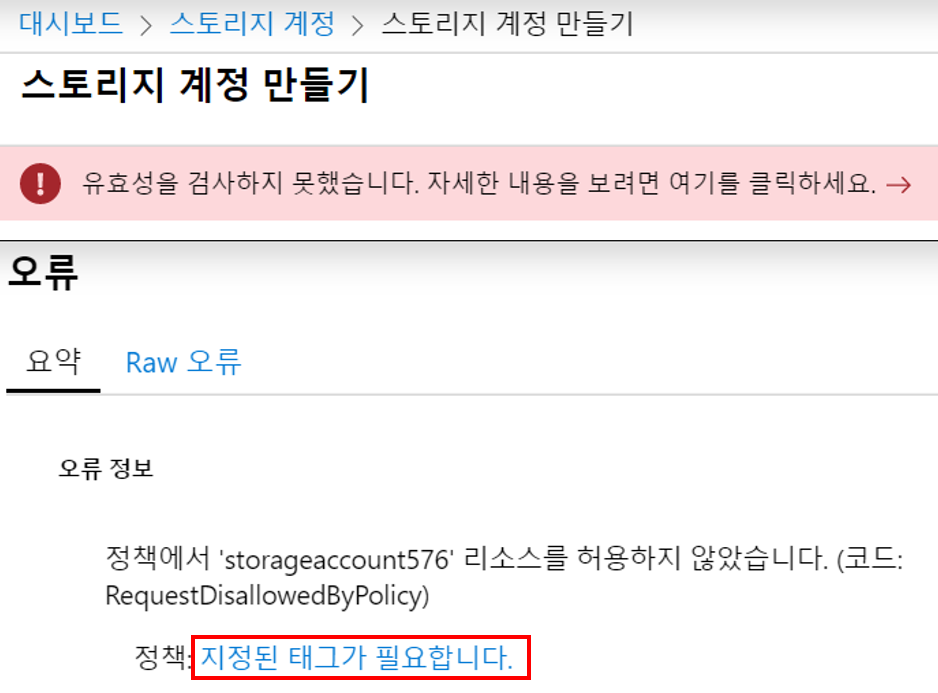 대시보드 > 스토리지 계정 > 스토리지 계정 만들기
스토리지 계정 만들기
유효성을 검사하지 못했습니다. 자세한 내용을 보려면 여기를 클릭하세요. →
오류
요약 Raw 오류
오류 정보
정책에서 'storageaccount576' 리소스를 허용하지 않았습니다. (코드:
RequestDisallowedByPolicy)
정책: 지정된 태그가 필요합니다.